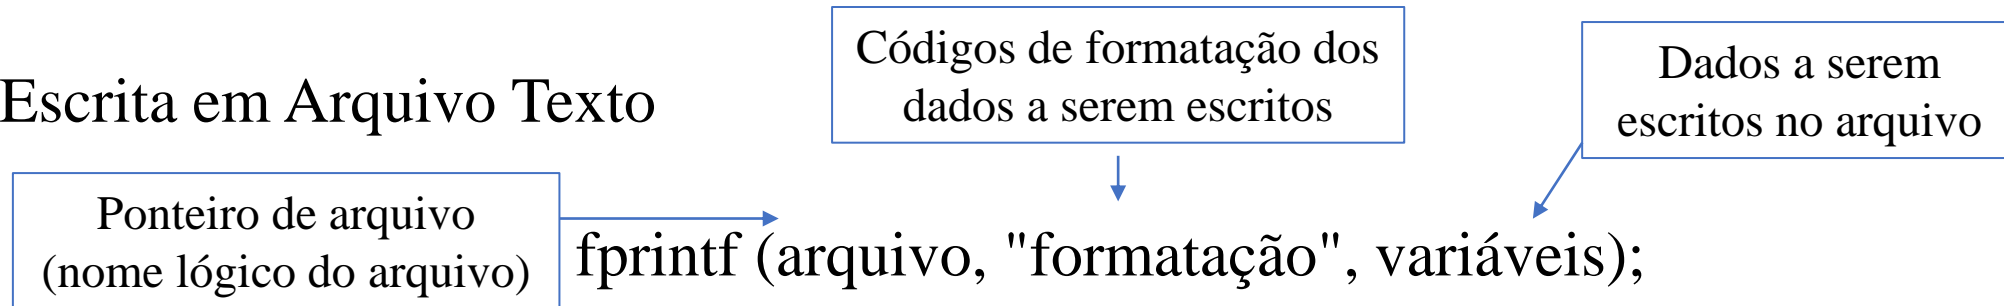 Escrita em Arquivo Texto
Códigos de formatação dos
dados a serem escritos
Dados a serem
escritos no arquivo
Ponteiro de arquivo
(nome lógico do arquivo)
fprintf (arquivo, "formatação", variáveis);